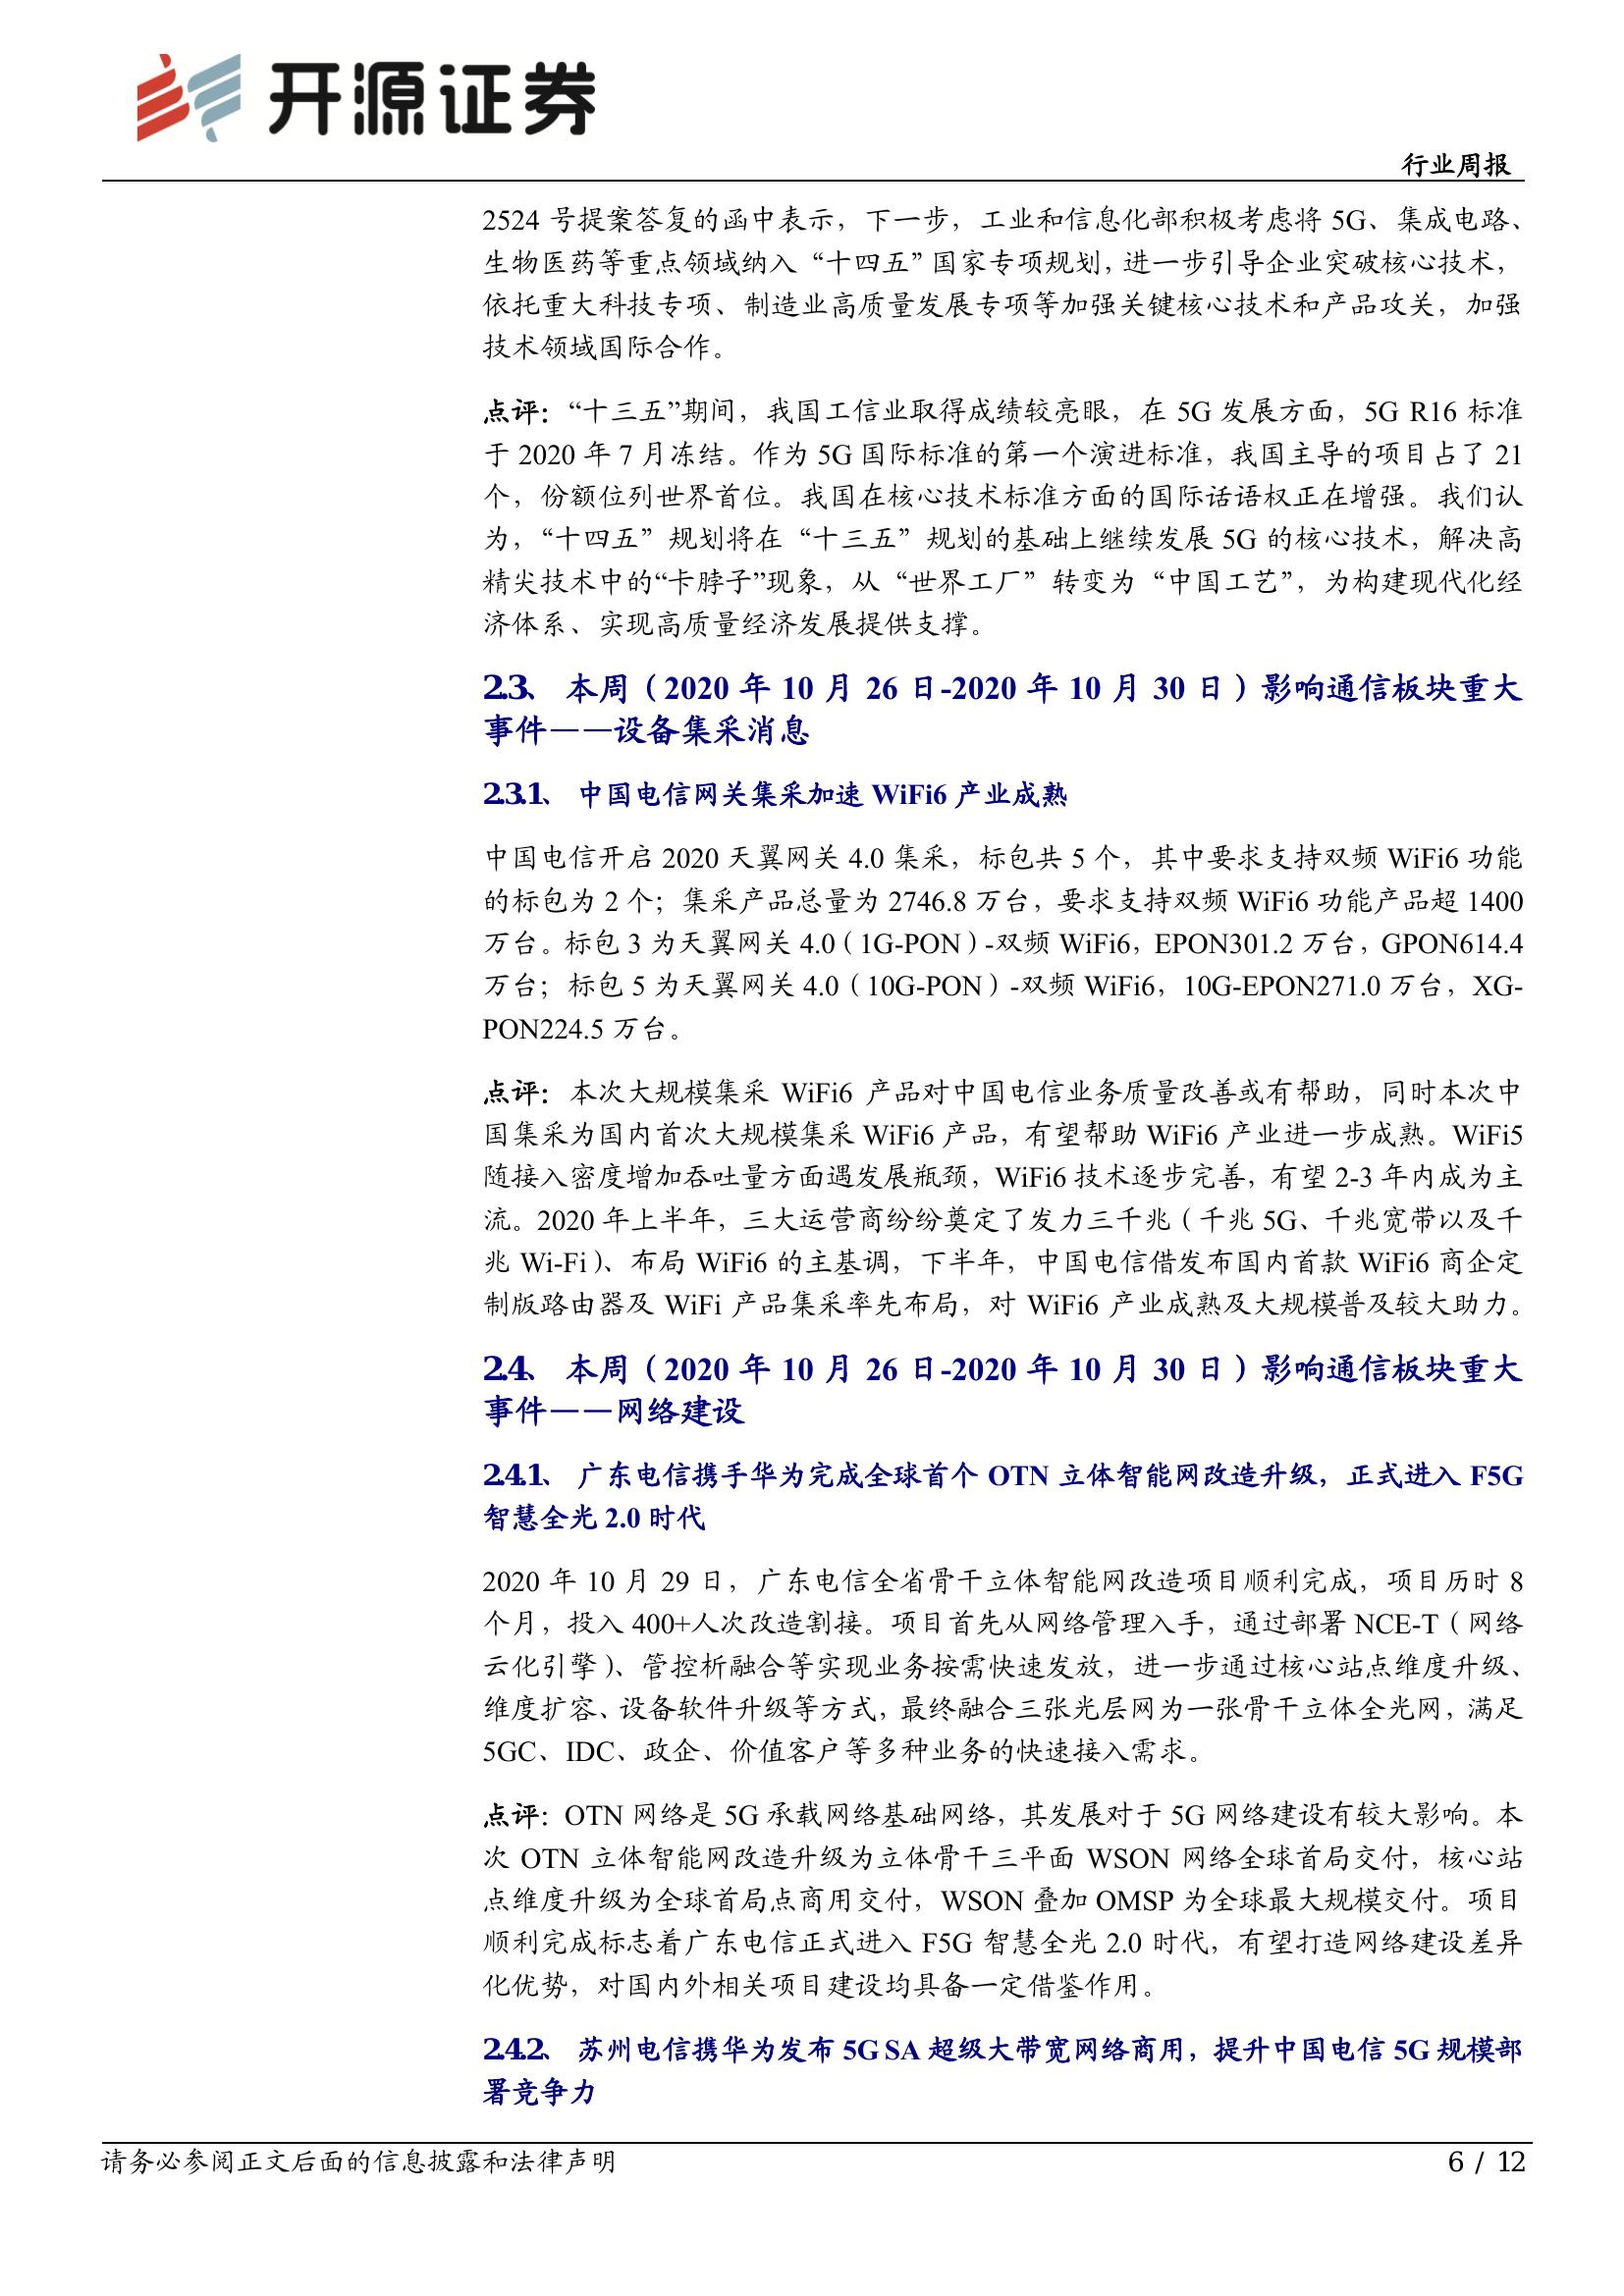 开源证券
行业周报
2524 号提案答复的函中表示，下一步，工业和信息化部积极考虑将 5G、集成电路、
生物医药等重点领域纳入“十四五”国家专项规划，进一步引导企业突破核心技术，
依托重大科技专项、制造业高质量发展专项等加强关键核心技术和产品攻关，加强
技术领域国际合作。
点评：“十三五”期间，我国工信业取得成绩较亮眼，在 5G 发展方面，5G R16 标准
于 2020 年 7 月冻结。作为 5G 国际标准的第一个演进标准，我国主导的项目占了 21
个，份额位列世界首位。我国在核心技术标准方面的国际话语权正在增强。我们认
为，“十四五”规划将在“十三五”规划的基础上继续发展 5G 的核心技术，解决高
精尖技术中的“卡脖子”现象，从“世界工厂”转变为“中国工艺”，为构建现代化经
济体系、实现高质量经济发展提供支撑。
2.3、 本周（2020 年 10 月 26 日-2020 年 10 月 30 日）影响通信板块重大
事件——设备集采消息
2.3.1、 中国电信网关集采加速 WiFi6 产业成熟
中国电信开启 2020 天翼网关 4.0 集采，标包共 5 个，其中要求支持双频 WiFi6 功能
的标包为 2 个；集采产品总量为 2746.8 万台，要求支持双频 WiFi6 功能产品超 1400
万台。标包 3 为天翼网关 4.0（1G-PON）-双频 WiFi6，EPON301.2 万台，GPON614.4
万台；标包 5 为天翼网关 4.0（10G-PON）-双频 WiFi6，10G-EPON271.0 万台，XG-
PON224.5 万台。
点评：本次大规模集采 WiFi6 产品对中国电信业务质量改善或有帮助，同时本次中
国集采为国内首次大规模集采 WiFi6 产品，有望帮助 WiFi6 产业进一步成熟。WiFi5
随接入密度增加吞吐量方面遇发展瓶颈，WiFi6 技术逐步完善，有望 2-3 年内成为主
流。2020 年上半年，三大运营商纷纷奠定了发力三千兆（千兆 5G、千兆宽带以及千
兆 Wi-Fi）、布局 WiFi6 的主基调，下半年，中国电信借发布国内首款 WiFi6 商企定
制版路由器及 WiFi 产品集采率先布局，对 WiFi6 产业成熟及大规模普及较大助力。
2.4、 本周（2020 年 10 月 26 日-2020 年 10 月 30 日）影响通信板块重大
事件——网络建设
2.4.1、 广东电信携手华为完成全球首个 OTN 立体智能网改造升级，正式进入 F5G
智慧全光 2.0 时代
2020 年 10 月 29 日，广东电信全省骨干立体智能网改造项目顺利完成，项目历时 8
个月，投入 400+人次改造割接。项目首先从网络管理入手，通过部署 NCE-T（网络
云化引擎）、管控析融合等实现业务按需快速发放，进一步通过核心站点维度升级、
维度扩容、设备软件升级等方式，最终融合三张光层网为一张骨干立体全光网，满足
5GC、IDC、政企、价值客户等多种业务的快速接入需求。
点评：OTN 网络是 5G 承载网络基础网络，其发展对于 5G 网络建设有较大影响。本
次 OTN 立体智能网改造升级为立体骨干三平面 WSON 网络全球首局交付，核心站
点维度升级为全球首局点商用交付，WSON 叠加 OMSP 为全球最大规模交付。项目
顺利完成标志着广东电信正式进入 F5G 智慧全光 2.0 时代，有望打造网络建设差异
化优势，对国内外相关项目建设均具备一定借鉴作用。
2.4.2、 苏州电信携华为发布 5G SA 超级大带宽网络商用，提升中国电信 5G 规模部
署竞争力
请务必参阅正文后面的信息披露和法律声明
6 / 12